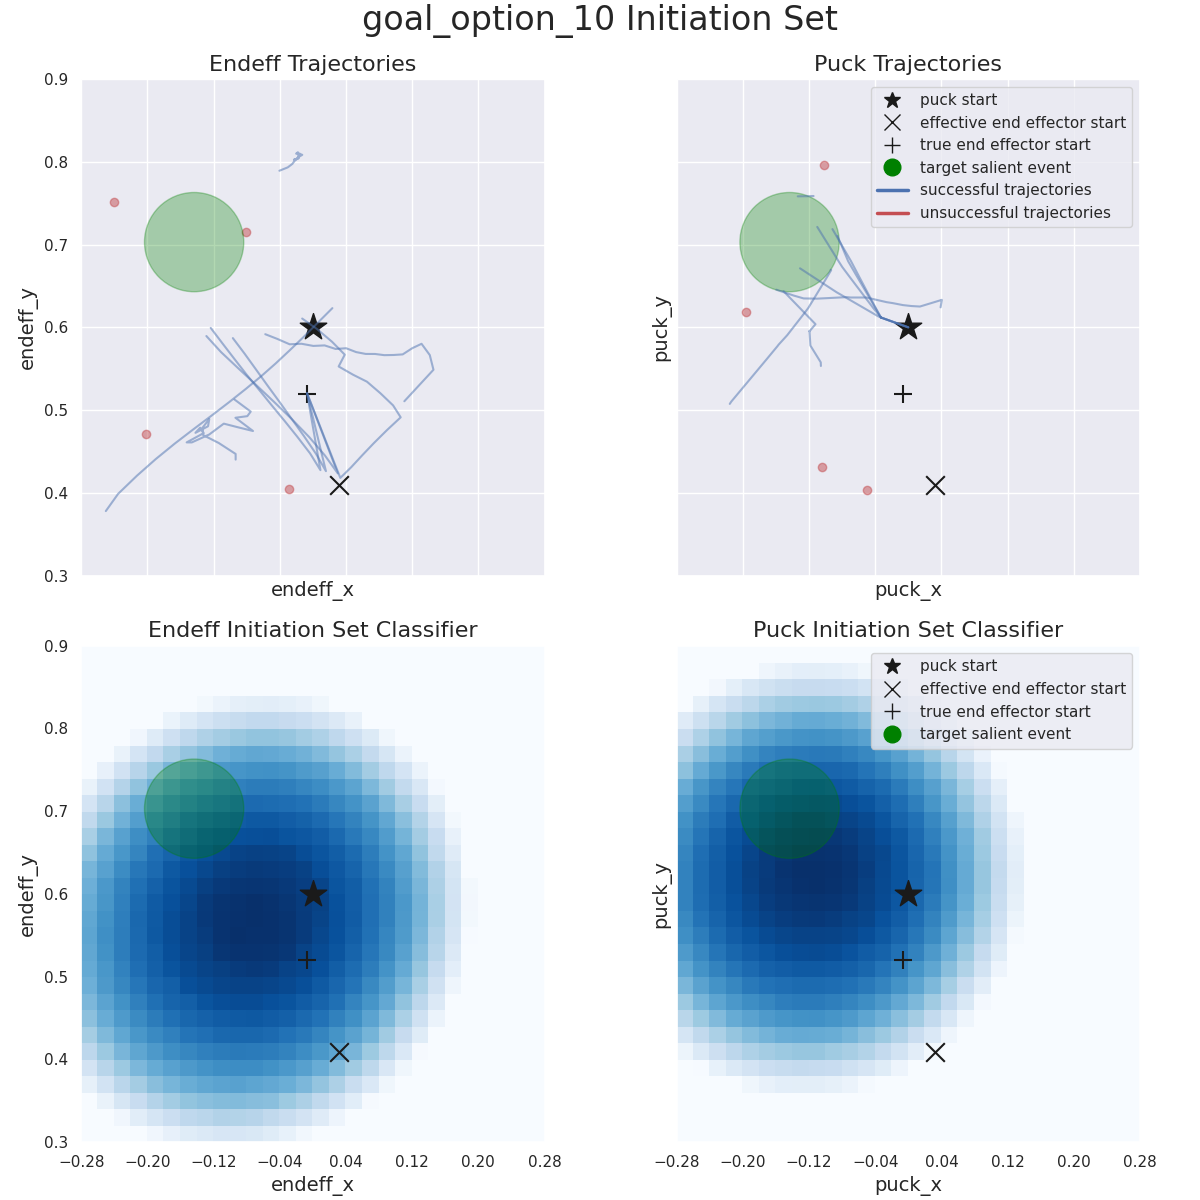 goal_option_10 Initiation Set
Endeff Trajectories
endeff_y
0.9
0.8
0.7
0.6
0.5
0.4
0.3
endeff_x
Puck Trajectories
puck start
effective end effector start
true end effector start
target salient event
successful trajectories
unsuccessful trajectories
puck_y
puck_x
Endeff Initiation Set Classifier
endeff_y
0.9
0.8
0.7
0.6
0.5
0.4
0.3
−0.28 −0.20 −0.12 −0.04 0.04 0.12 0.20 0.28
endeff_x
Puck Initiation Set Classifier
puck start
effective end effector start
true end effector start
target salient event
puck_y
−0.28 −0.20 −0.12 −0.04 0.04 0.12 0.20 0.28
puck_x